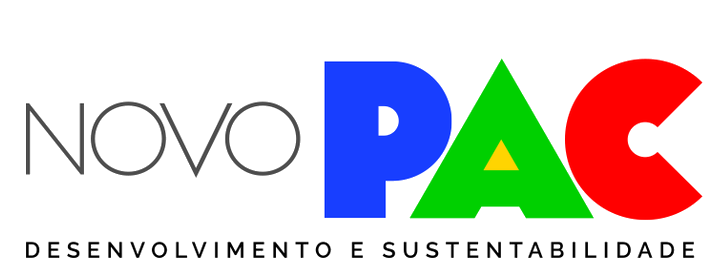 NOVO PAC
DESENVOLVIMENTO E SUSTENTABILIDADE